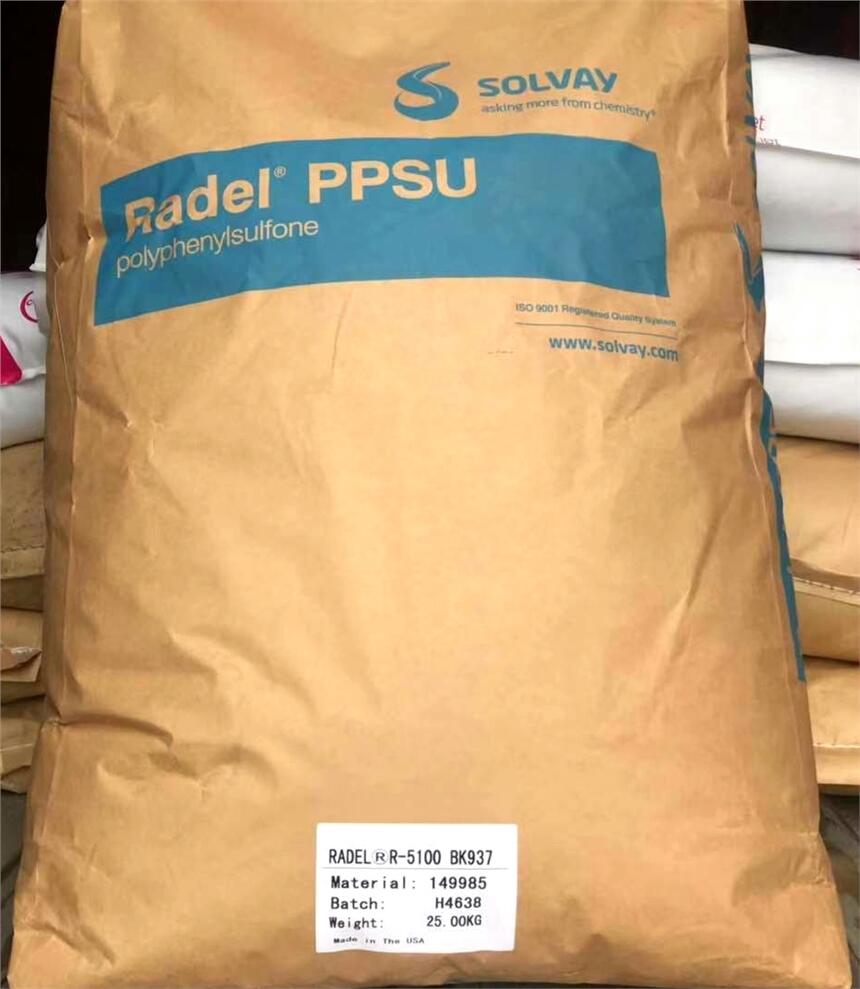 SOLVAY
asking more from chemistry®
Radel® PPSU
polyphenylsulfone
ISO 9001 Registered Quality System
www.solvay.com
et
RADEL®R-5100 BK937
Material: 149985
Batch: H4638
Weight: 25.00KG
Made in The USA